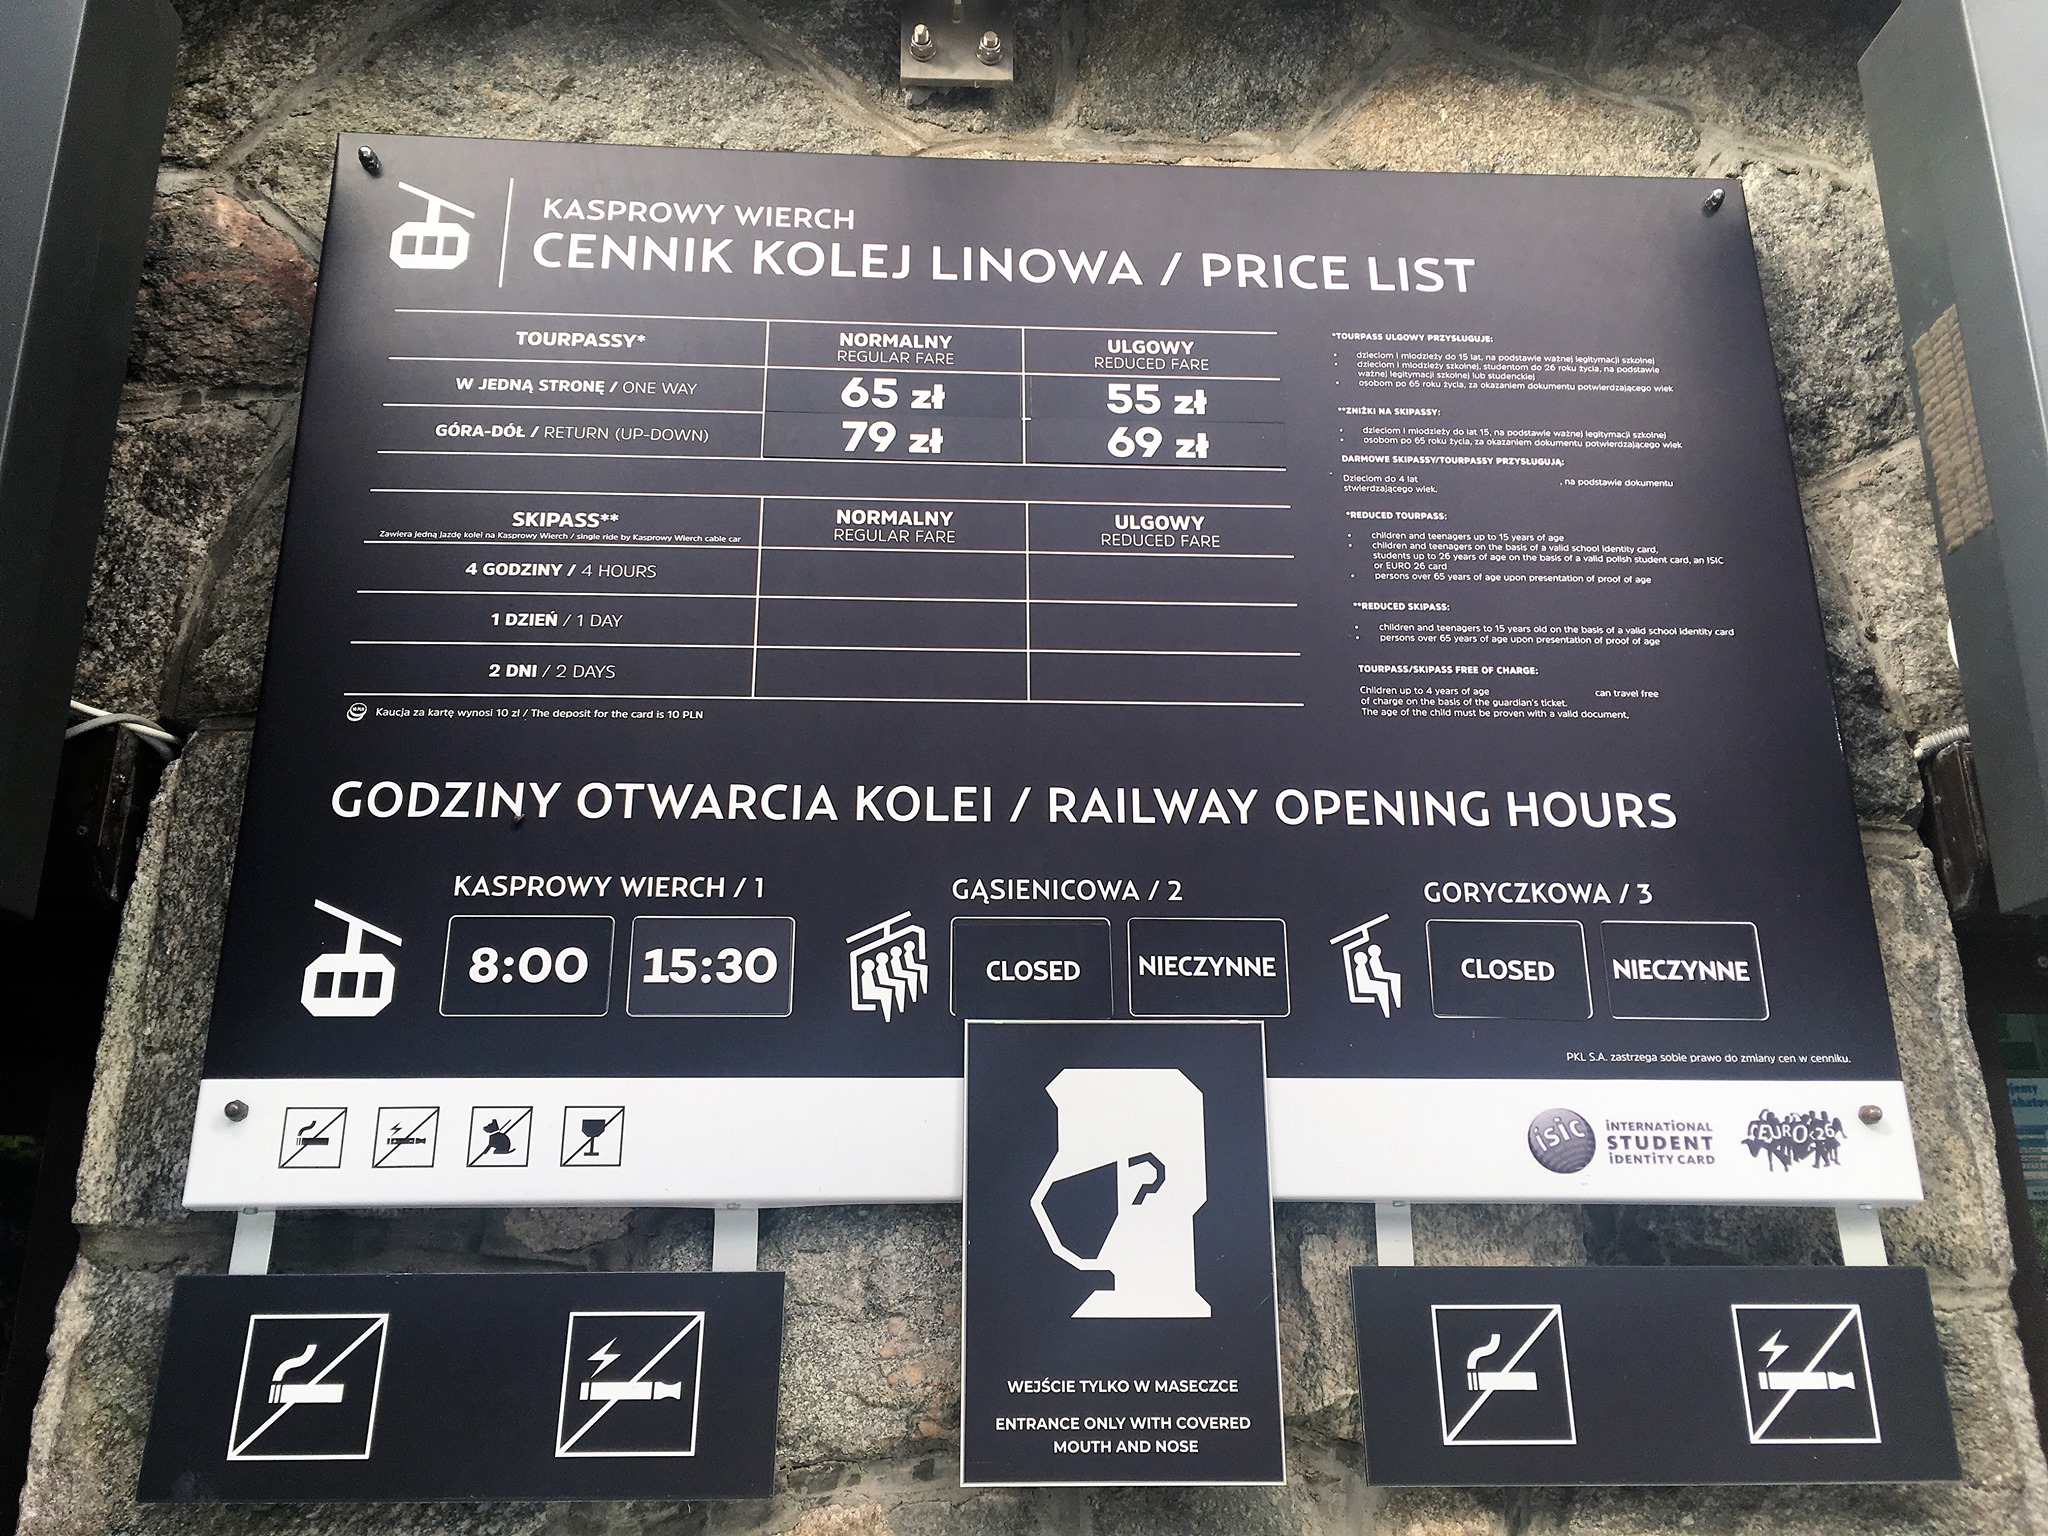 KASPROWY WIERCH
CENNIK KOLEJ LINOWA / PRICE LIST
TOURPASSY*
NORMALNY
REGULAR FARE
ULGOWY
REDUCED FARE
W JEDNĄ STRONĘ / ONE WAY
65 zł
55 zł
GÓRA-DÓŁ / RETURN (UP-DOWN)
79 zł
69 zł
SKIPASS**
Zawiera jedną jazdę kolei na Kasprowy Wierch / single ride by Kasprowy Wierch cable car
NORMALNY
REGULAR FARE
ULGOWY
REDUCED FARE
4 GODZINY / 4 HOURS
1 DZIEŃ / 1 DAY
2 DNI / 2 DAYS
10 PLN
Kaucja za kartę wynosi 10 zl / The deposit for the card is 10 PLN
*TOURPASS ULGOWY PRZYSŁUGUJE:
• dzieciom i młodzieży do 15 lat, na podstawie ważnej legitymacji szkolnej
• dzieciom i młodzieży szkolnej, studentom do 26 roku życia, na podstawie
ważnej legitymacji szkolnej lub studenckiej
• osobom po 65 roku życia, za okazaniem dokumentu potwierdzającego wiek
**ZNIŻKI NA SKIPASSY:
• dzieciom i młodzieży do lat 15, na podstawie ważnej legitymacji szkolnej
• osobom po 65 roku życia, za okazaniem dokumentu potwierdzającego wiek
DARMOWE SKIPASSY/TOURPASSY PRZYSŁUGUJĄ:
Dzieciom do 4 lat , na podstawie dokumentu
stwierdzającego wiek.
*REDUCED TOURPASS:
• children and teenagers up to 15 years of age
• children and teenagers on the basis of a valid school identity card,
students up to 26 years of age on the basis of a valid polish student card, an ISIC
or EURO 26 card
• persons over 65 years of age upon presentation of proof of age
**REDUCED SKIPASS:
• children and teenagers to 15 years old on the basis of a valid school identity card
• persons over 65 years of age upon presentation of proof of age
TOURPASS/SKIPASS FREE OF CHARGE:
Children up to 4 years of age can travel free
of charge on the basis of the guardian's ticket.
The age of the child must be proven with a valid document,
GODZINY OTWARCIA KOLEI / RAILWAY OPENING HOURS
KASPROWY WIERCH / 1
8:00
15:30
GĄSIENICOWA / 2
CLOSED
NIECZYNNE
GORYCZKOWA / 3
CLOSED
NIECZYNNE
PKL S.A. zastrzega sobie prawo do zmiany cen w cenniku.
isic
INTERNATIONAL
STUDENT
IDENTITY CARD
EURO<26
WEJŚCIE TYLKO W MASECZCE
ENTRANCE ONLY WITH COVERED
MOUTH AND NOSE